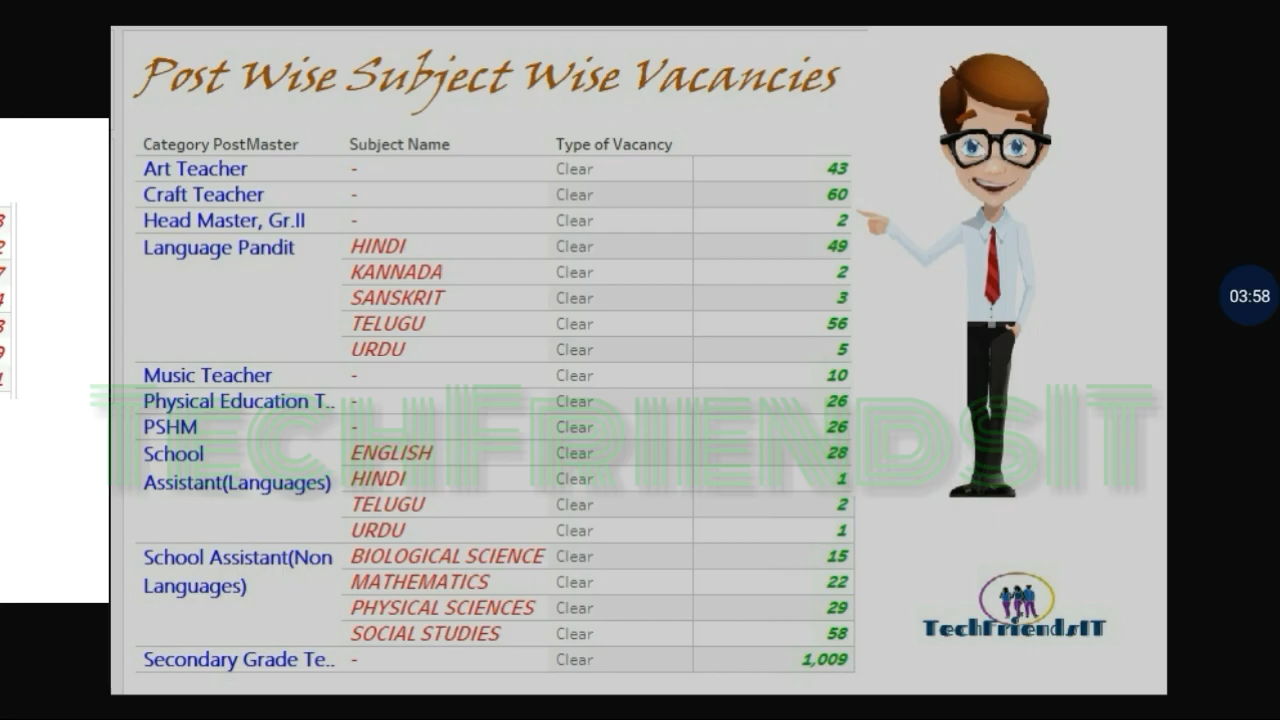 Post Wise Subject Wise Vacancies
Category PostMaster Subject Name Type of Vacancy
Art Teacher - Clear 43
Craft Teacher - Clear 60
Head Master, Gr.II - Clear 2
Language Pandit HINDI Clear 49
KANNADA Clear 2
SANSKRIT Clear 3
TELUGU Clear 56
URDU Clear 5
Music Teacher - Clear 10
Physical Education T.. - Clear 26
PSHM - Clear 26
School ENGLISH Clear 28
Assistant(Languages) HINDI Clear 1
TELUGU Clear 2
URDU Clear 1
School Assistant(Non BIOLOGICAL SCIENCE Clear 15
Languages) MATHEMATICS Clear 22
PHYSICAL SCIENCES Clear 29
SOCIAL STUDIES Clear 58
Secondary Grade Te.. - Clear 1,009
TECHFRIENDSIT
TechFriendsIT
03:58